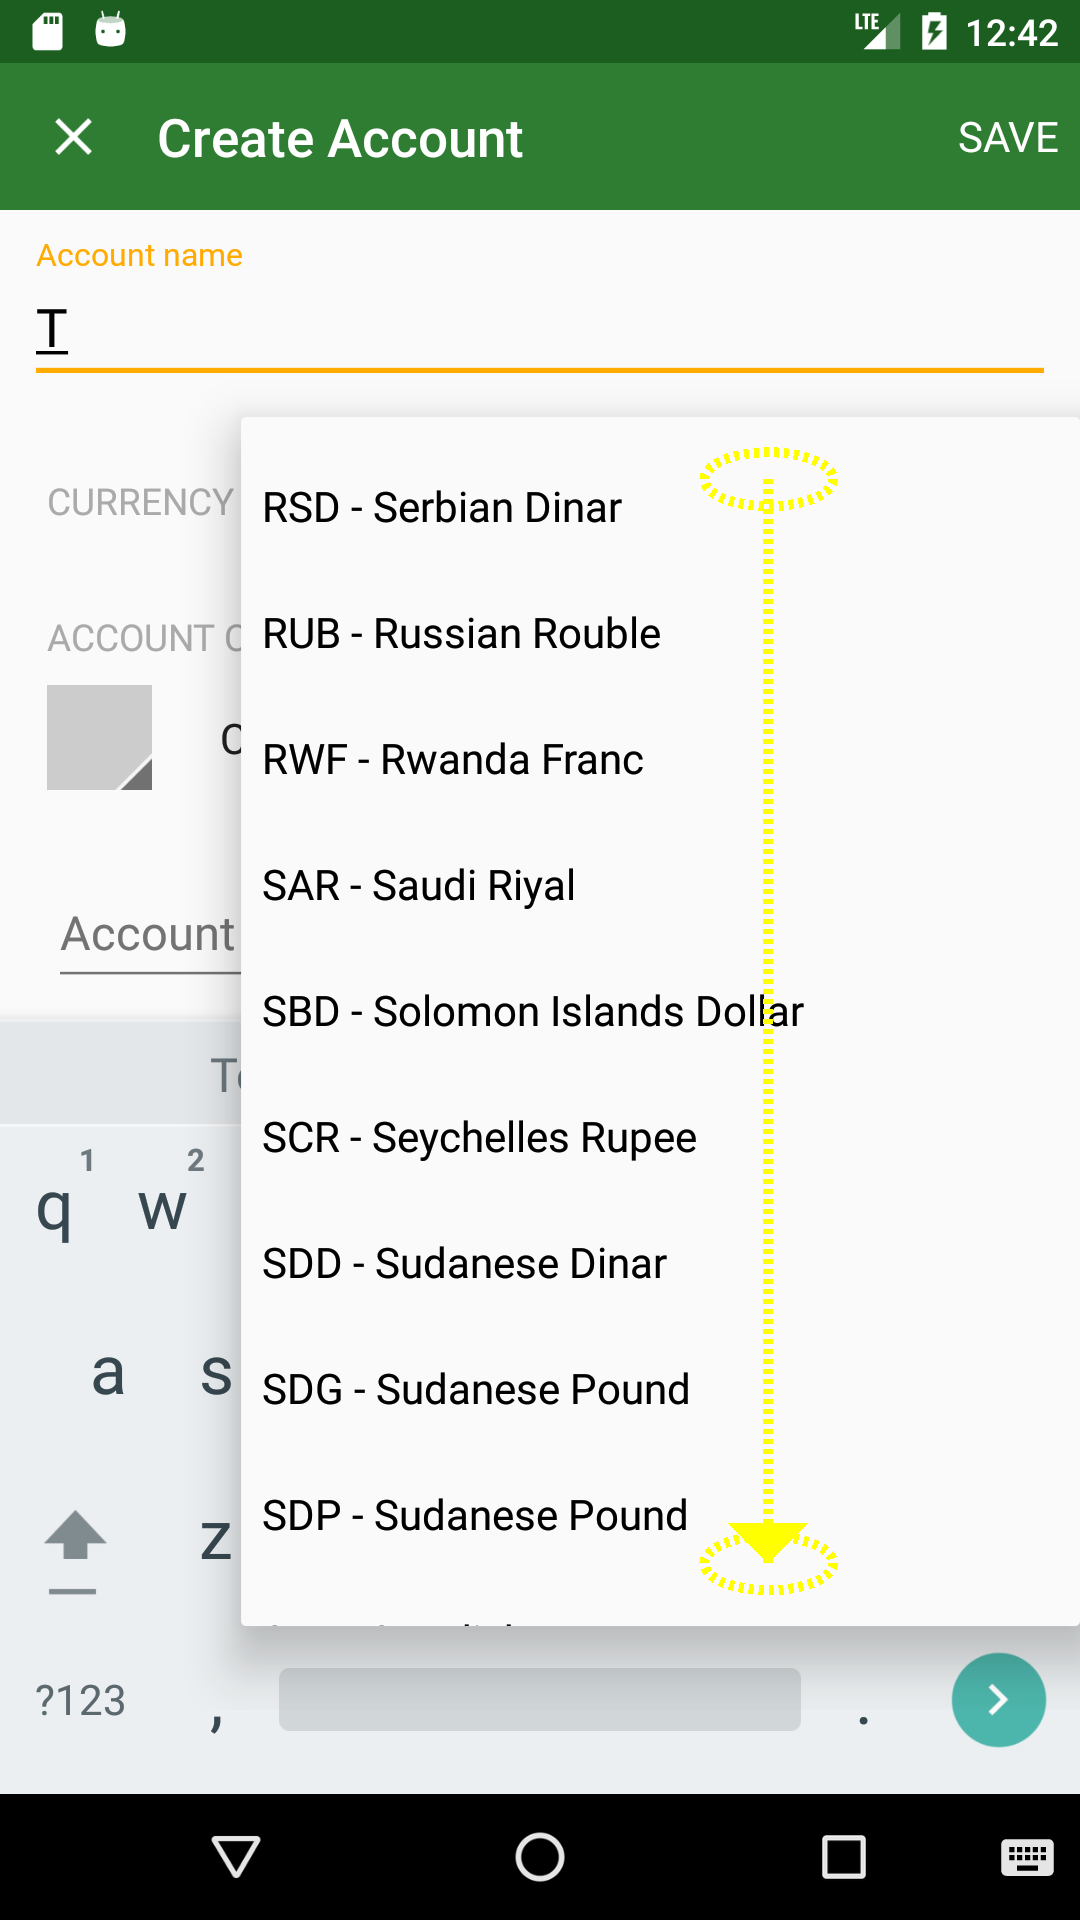 LTE 12:42
Create Account SAVE
Account name
T
CURRENCY
RSD - Serbian Dinar
RUB - Russian Rouble
ACCOUNT
RWF - Rwanda Franc
SAR - Saudi Riyal
Account
SBD - Solomon Islands Dollar
SCR - Seychelles Rupee
1 2
q w
SDD - Sudanese Dinar
a s
SDG - Sudanese Pound
z
SDP - Sudanese Pound
?123 , .